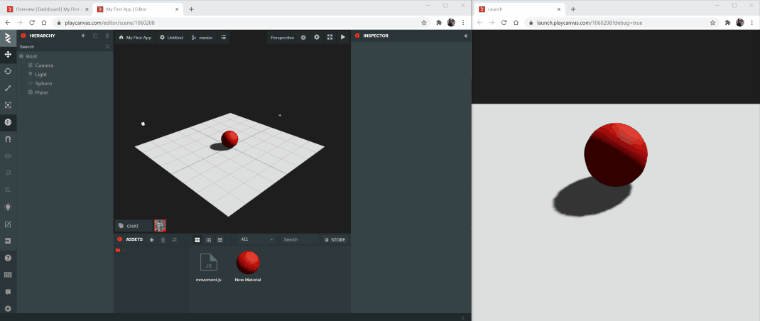 Overview | Dashboard | My First
My First App | Editor
playcanvas.com/editor/scene/1060208
HIERARCHY
My First App
Untitled
master
Perspective
INSPECTOR
Search
Root
Camera
Light
Sphere
Plane
CHAT
ASSETS
ALL
Search
STORE
JS
movement.js
New Material
Launch
launch.playcanvas.com/1060208?debug=true